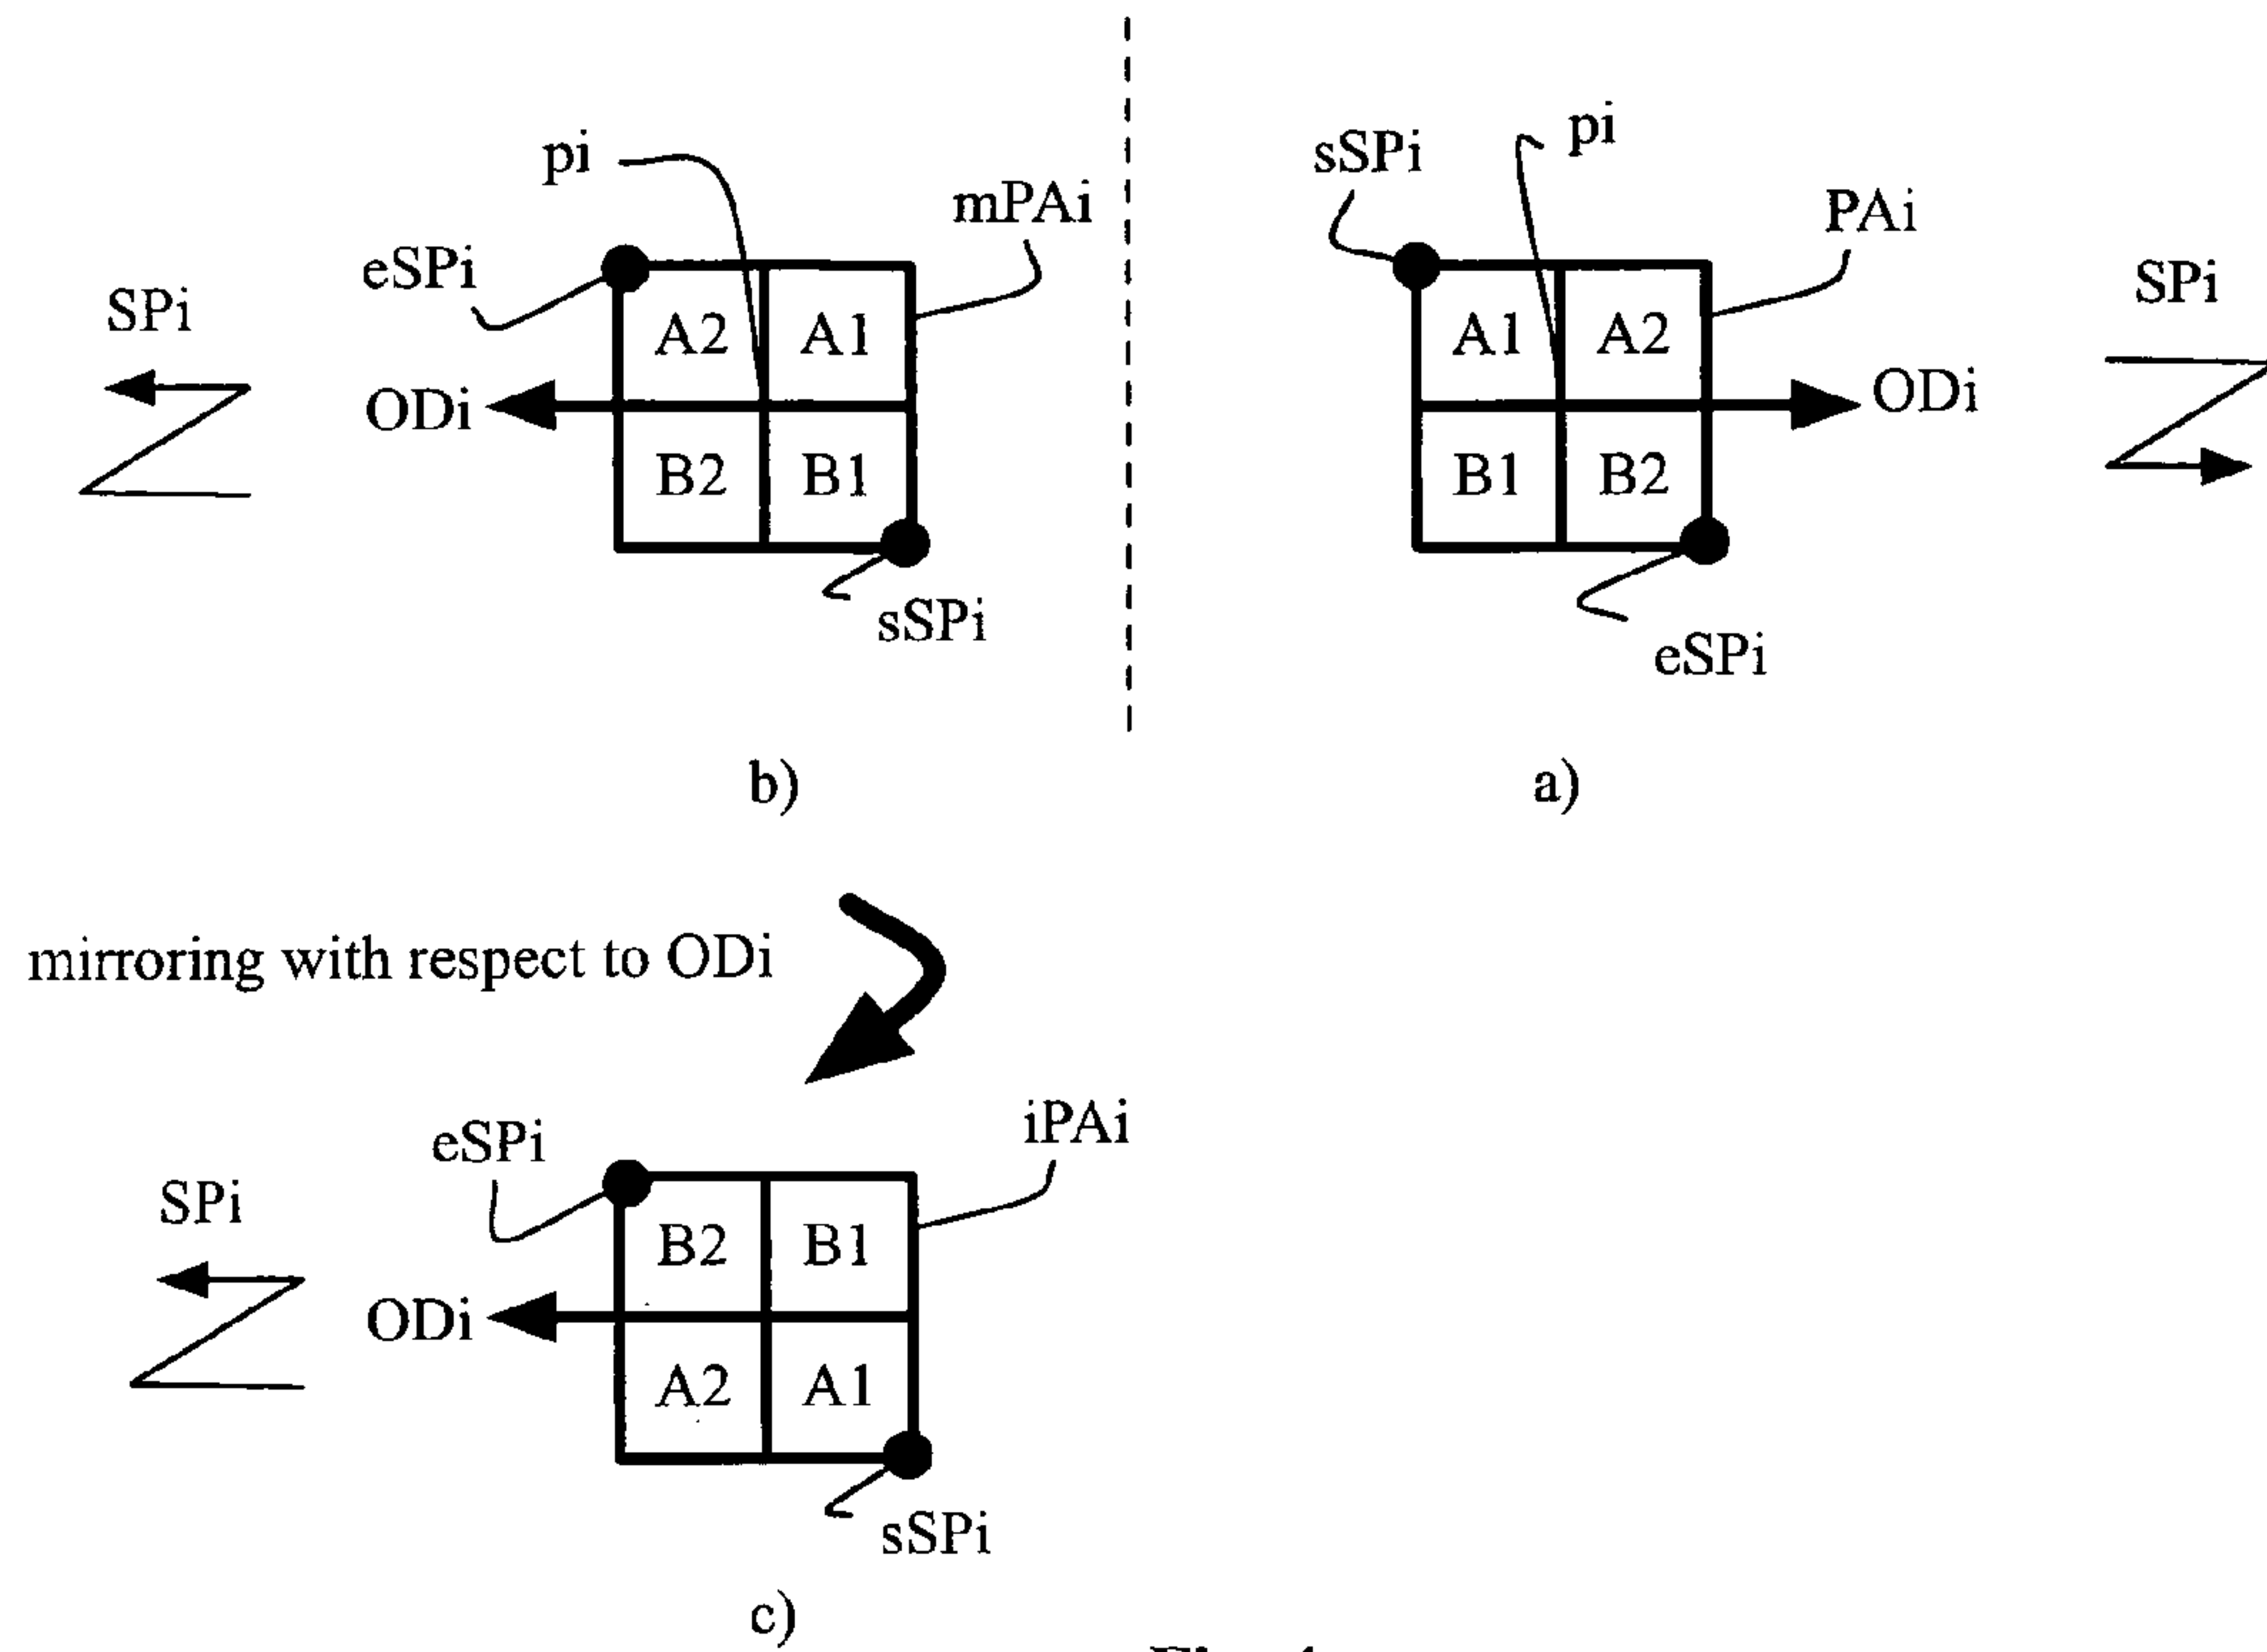 pi
mPAi
eSPi
SPi
A2 A1
ODi
B2 B1
sSPi
b)
sSPi
pi
PAi
SPi
A1 A2
ODi
B1 B2
eSPi
a)
mirroring with respect to ODi
iPAi
eSPi
SPi
B2 B1
ODi
A2 A1
sSPi
c)